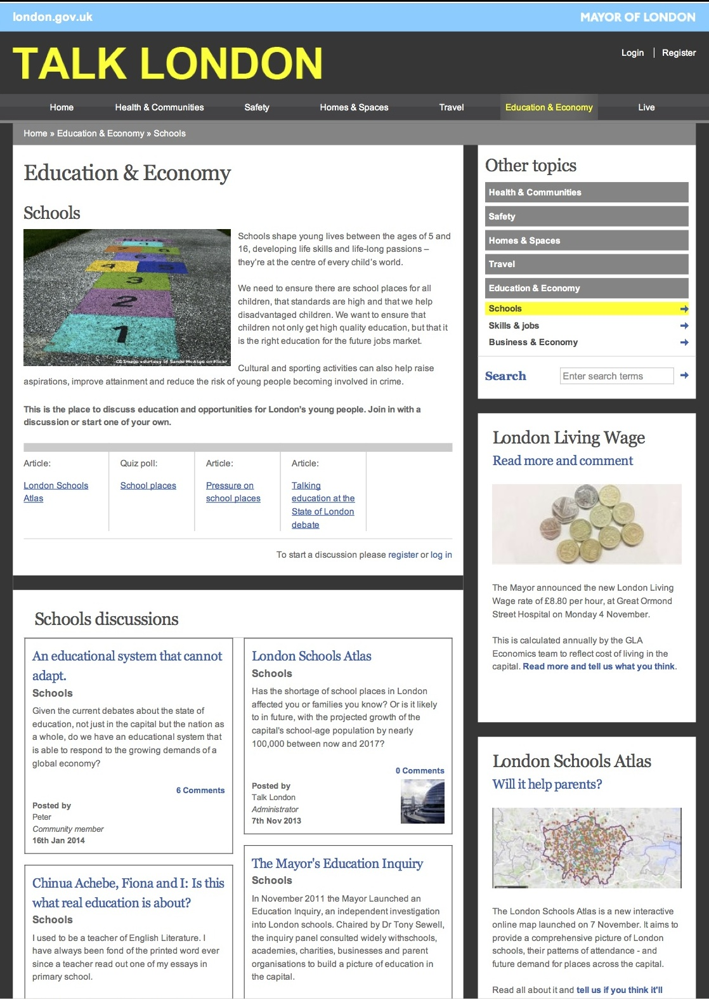 london.gov.uk
MAYOR OF LONDON
TALK LONDON
Login | Register
Home
Health & Communities
Safety
Homes & Spaces
Travel
Education & Economy
Live
Home » Education & Economy » Schools
Education & Economy
Schools
1
2
3
4
5
6
CC Image courtesy of Sande McAtee on Flickr
Schools shape young lives between the ages of 5 and
16, developing life skills and life-long passions –
they're at the centre of every child's world.
We need to ensure there are school places for all
children, that standards are high and that we help
disadvantaged children. We want to ensure that
children not only get high quality education, but that it
is the right education for the future jobs market.
Cultural and sporting activities can also help raise
aspirations, improve attainment and reduce the risk of young people becoming involved in crime.
This is the place to discuss education and opportunities for London's young people. Join in with a
discussion or start one of your own.
Article:
London Schools
Atlas
Quiz poll:
School places
Article:
Pressure on
school places
Article:
Talking
education at the
State of London
debate
To start a discussion please register or log in
Schools discussions
An educational system that cannot
adapt.
Schools
Given the current debates about the state of
education, not just in the capital but the nation as
a whole, do we have an educational system that
is able to respond to the growing demands of a
global economy?
6 Comments
Posted by
Peter
Community member
16th Jan 2014
Chinua Achebe, Fiona and I: Is this
what real education is about?
Schools
I used to be a teacher of English Literature. I
have always been fond of the printed word ever
since a teacher read out one of my essays in
primary school.
London Schools Atlas
Schools
Has the shortage of school places in London
affected you or families you know? Or is it likely
to in future, with the projected growth of the
capital's school-age population by nearly
100,000 between now and 2017?
0 Comments
Posted by
Talk London
Administrator
7th Nov 2013
The Mayor's Education Inquiry
Schools
In November 2011 the Mayor Launched an
Education Inquiry, an independent investigation
into London schools. Chaired by Dr Tony Sewell,
the inquiry panel consulted widely withschools,
academies, charities, businesses and parent
organisations to build a picture of education in
the capital.
Other topics
Health & Communities
Safety
Homes & Spaces
Travel
Education & Economy
Schools
Skills & jobs
Business & Economy
Search
Enter search terms
London Living Wage
Read more and comment
The Mayor announced the new London Living
Wage rate of £8.80 per hour, at Great Ormond
Street Hospital on Monday 4 November.
This is calculated annually by the GLA
Economics team to reflect cost of living in the
capital. Read more and tell us what you think.
London Schools Atlas
Will it help parents?
The London Schools Atlas is a new interactive
online map launched on 7 November. It aims to
provide a comprehensive picture of London
schools, their patterns of attendance - and
future demand for places across the capital.
Read all about it and tell us if you think it'll